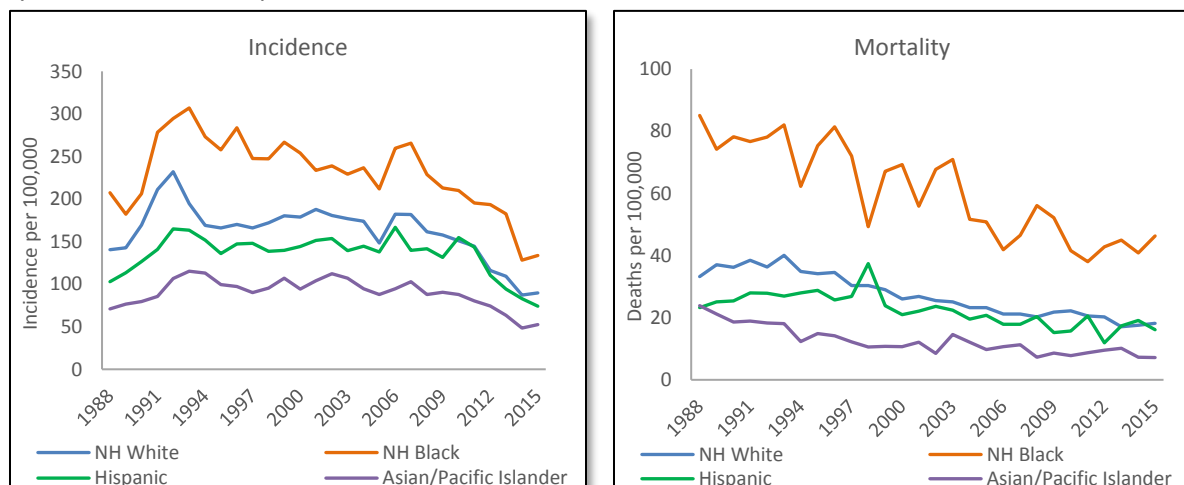 Incidence
Incidence per 100,000
350
300
250
200
150
100
50
0
1988
1991
1994
1997
2000
2003
2006
2009
2012
2015
NH White
NH Black
Hispanic
Asian/Pacific Islander
Mortality
Deaths per 100,000
100
80
60
40
20
0
1988
1991
1994
1997
2000
2003
2006
2009
2012
2015
NH White
NH Black
Hispanic
Asian/Pacific Islander